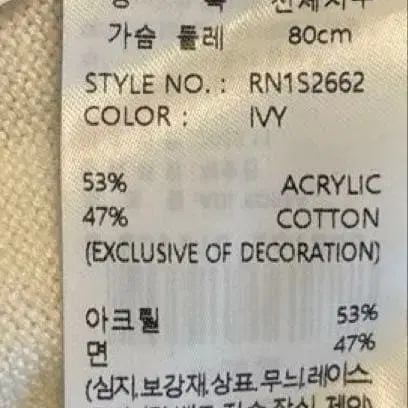 가슴 둘레 80cm
STYLE NO. : RN1S2662
COLOR : IVY
53% ACRYLIC
47% COTTON
(EXCLUSIVE OF DECORATION)
아크릴 53%
면 47%
(심지.보강재.상표.무늬.레이스